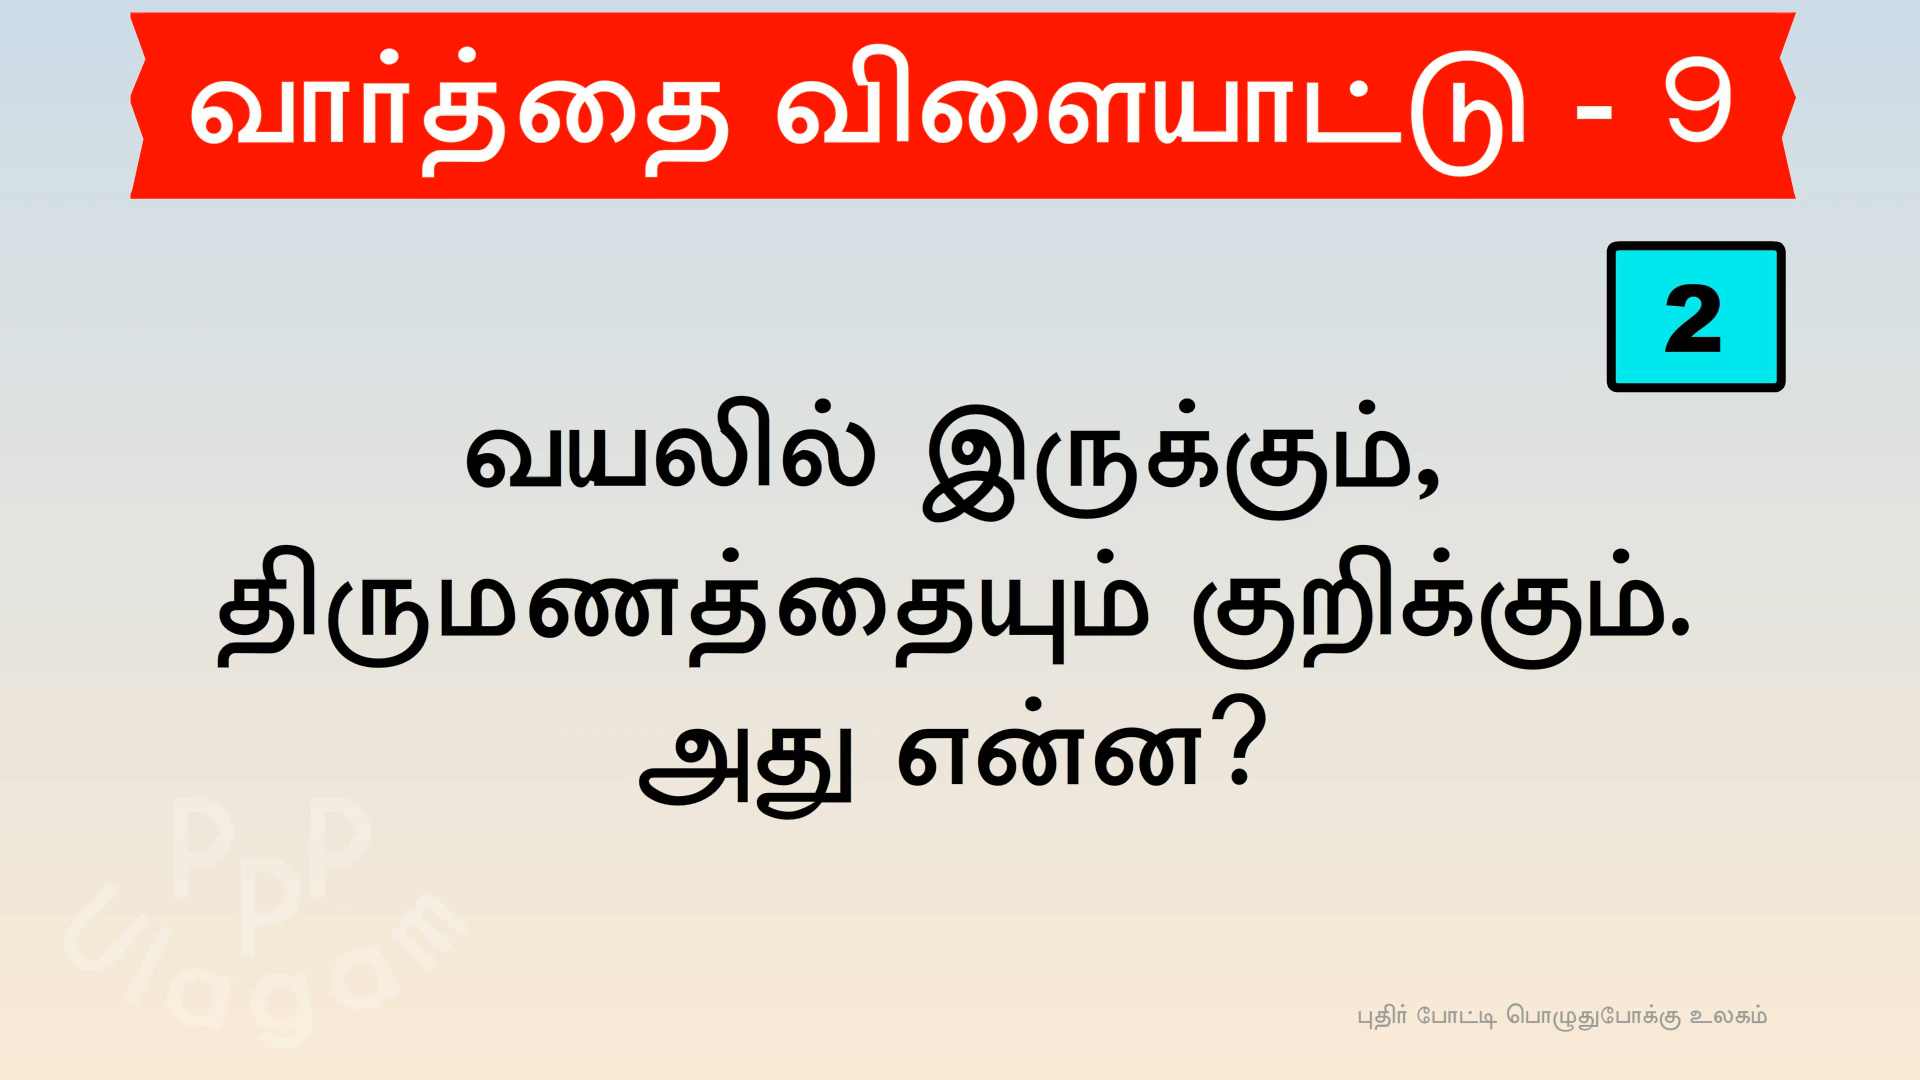 வார்த்தை விளையாட்டு - 9
2
வயலில் இருக்கும்,
திருமணத்தையும் குறிக்கும்.
அது என்ன?
PPP
Ulagam
புதிர் போட்டி பொழுதுபோக்கு உலகம்